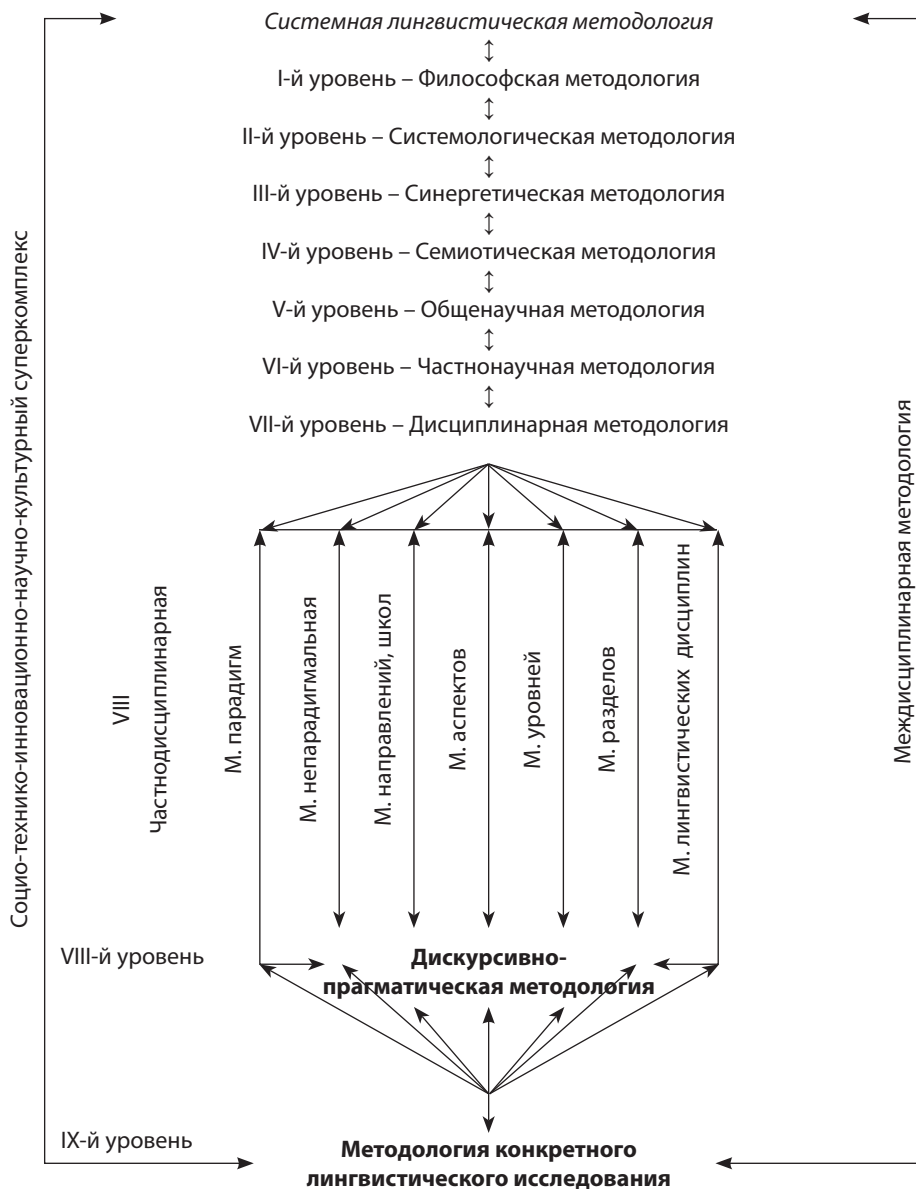 Системная лингвистическая методология
I-й уровень – Философская методология
II-й уровень – Системологическая методология
III-й уровень – Синергетическая методология
IV-й уровень – Семиотическая методология
V-й уровень – Общенаучная методология
VI-й уровень – Частнонаучная методология
VII-й уровень – Дисциплинарная методология
Социо-технико-инновационно-научно-культурный суперкомплекс
VIII
Частнодисциплинарная
М. парадигм
М. непарадигмальная
М. направлений, школ
М. аспектов
М. уровней
М. разделов
М. лингвистических дисциплин
Междисциплинарная методология
VIII-й уровень
Дискурсивно-
прагматическая методология
IX-й уровень
Методология конкретного
лингвистического исследования